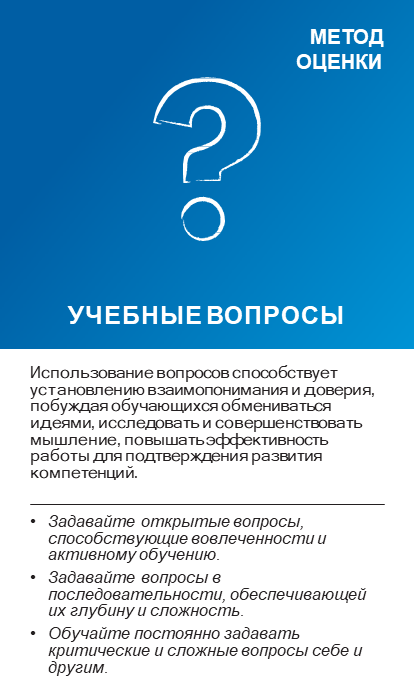 МЕТОД
ОЦЕНКИ
?
УЧЕБНЫЕ ВОПРОСЫ
Использование вопросов способствует
установлению взаимопонимания и доверия,
побуждая обучающихся обмениваться
идеями, исследовать и совершенствовать
мышление, повышать эффективность
работы для подтверждения развития
компетенций.
• Задавайте открытые вопросы,
способствующие вовлеченности и
активному обучению.
• Задавайте вопросы в
последовательности, обеспечивающей
их глубину и сложность.
• Обучайте постоянно задавать
критические и сложные вопросы себе и
другим.